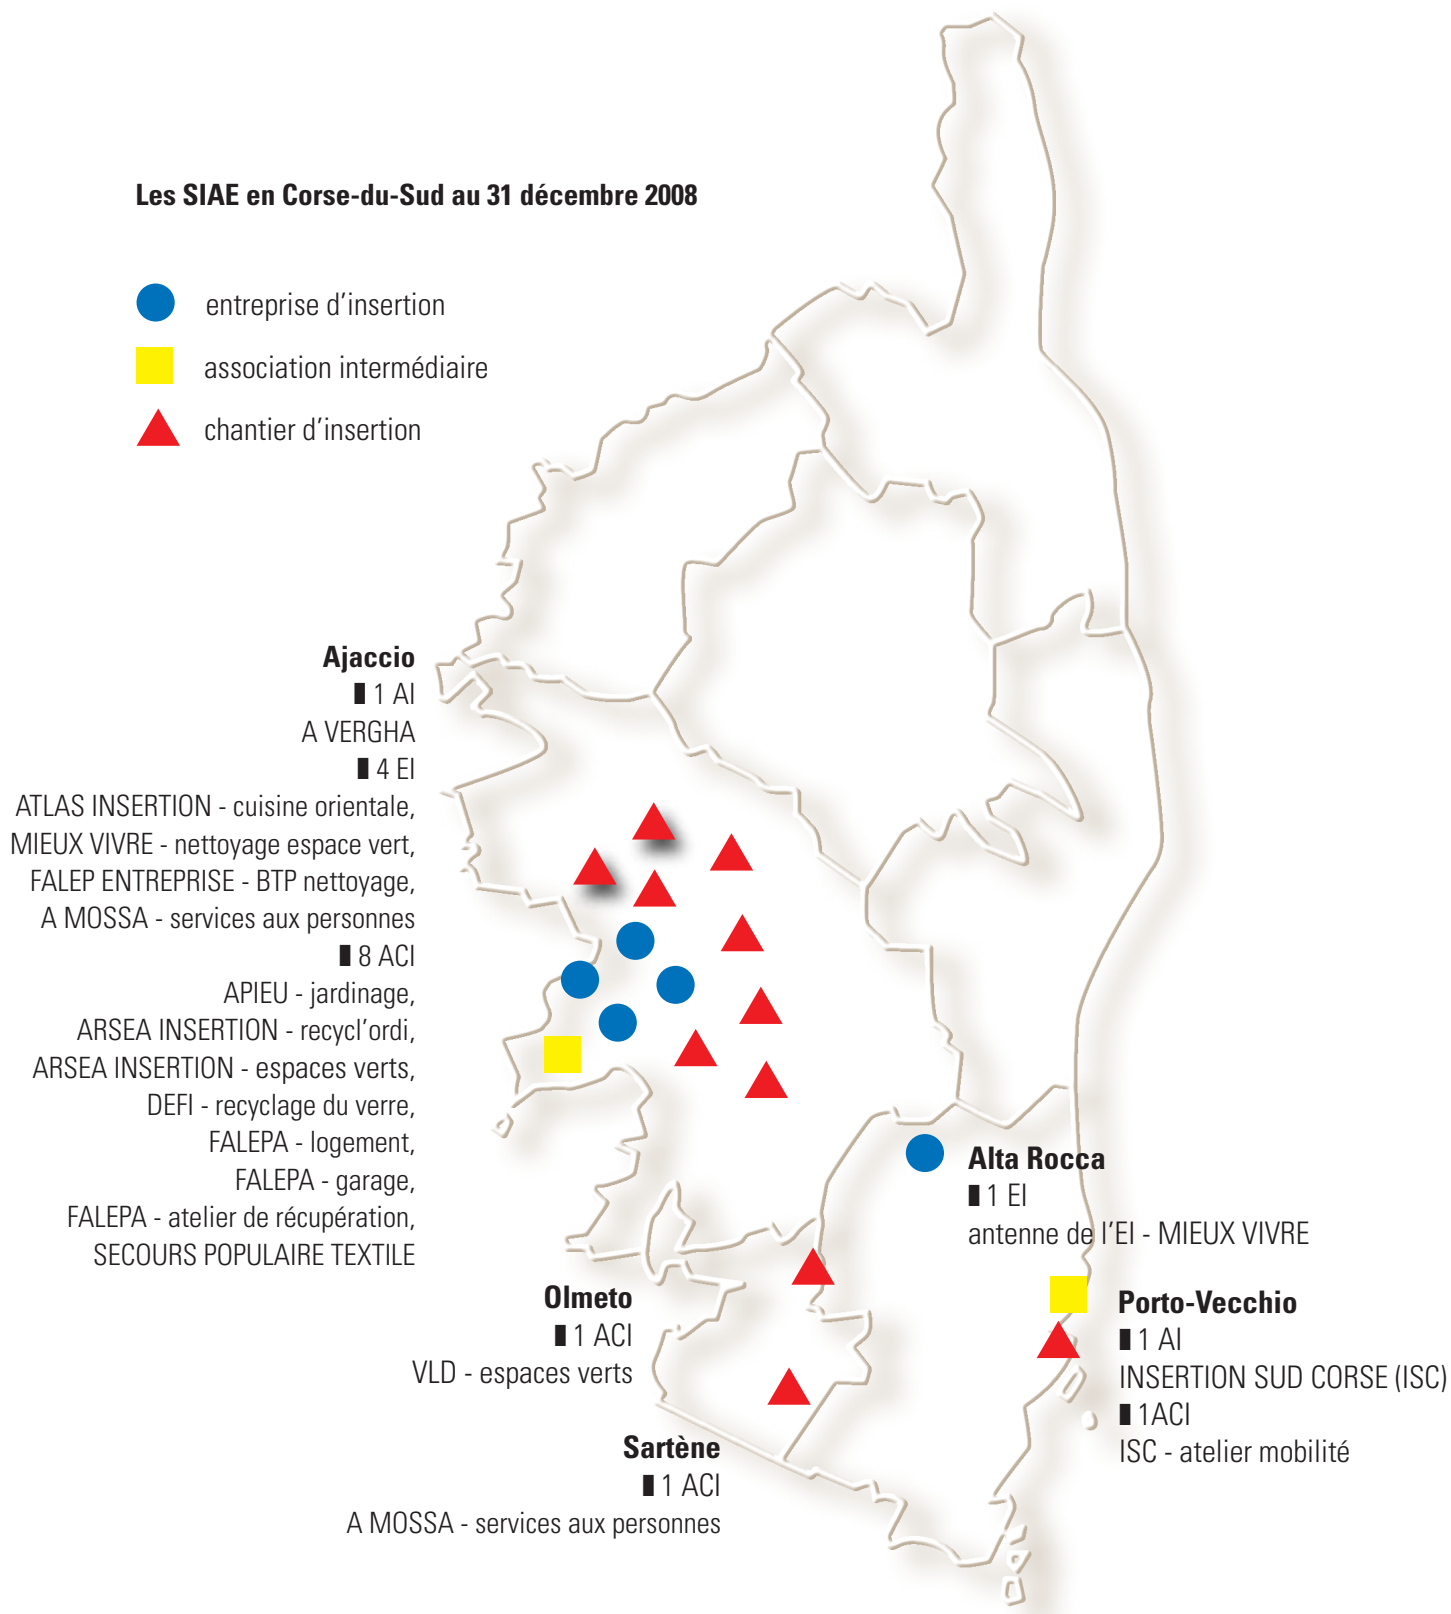 Les SIAE en Corse-du-Sud au 31 décembre 2008
entreprise d'insertion
association intermédiaire
chantier d'insertion
Ajaccio
1 AI
A VERGHA
4 EI
ATLAS INSERTION - cuisine orientale,
MIEUX VIVRE - nettoyage espace vert,
FALEP ENTREPRISE - BTP nettoyage,
A MOSSA - services aux personnes
8 ACI
APIEU - jardinage,
ARSEA INSERTION - recycl'ordi,
ARSEA INSERTION - espaces verts,
DEFI - recyclage du verre,
FALEPA - logement,
FALEPA - garage,
FALEPA - atelier de récupération,
SECOURS POPULAIRE TEXTILE
Alta Rocca
1 EI
antenne de l'EI - MIEUX VIVRE
Olmeto
1 ACI
VLD - espaces verts
Porto-Vecchio
1 AI
INSERTION SUD CORSE (ISC)
1ACI
ISC - atelier mobilité
Sartène
1 ACI
A MOSSA - services aux personnes